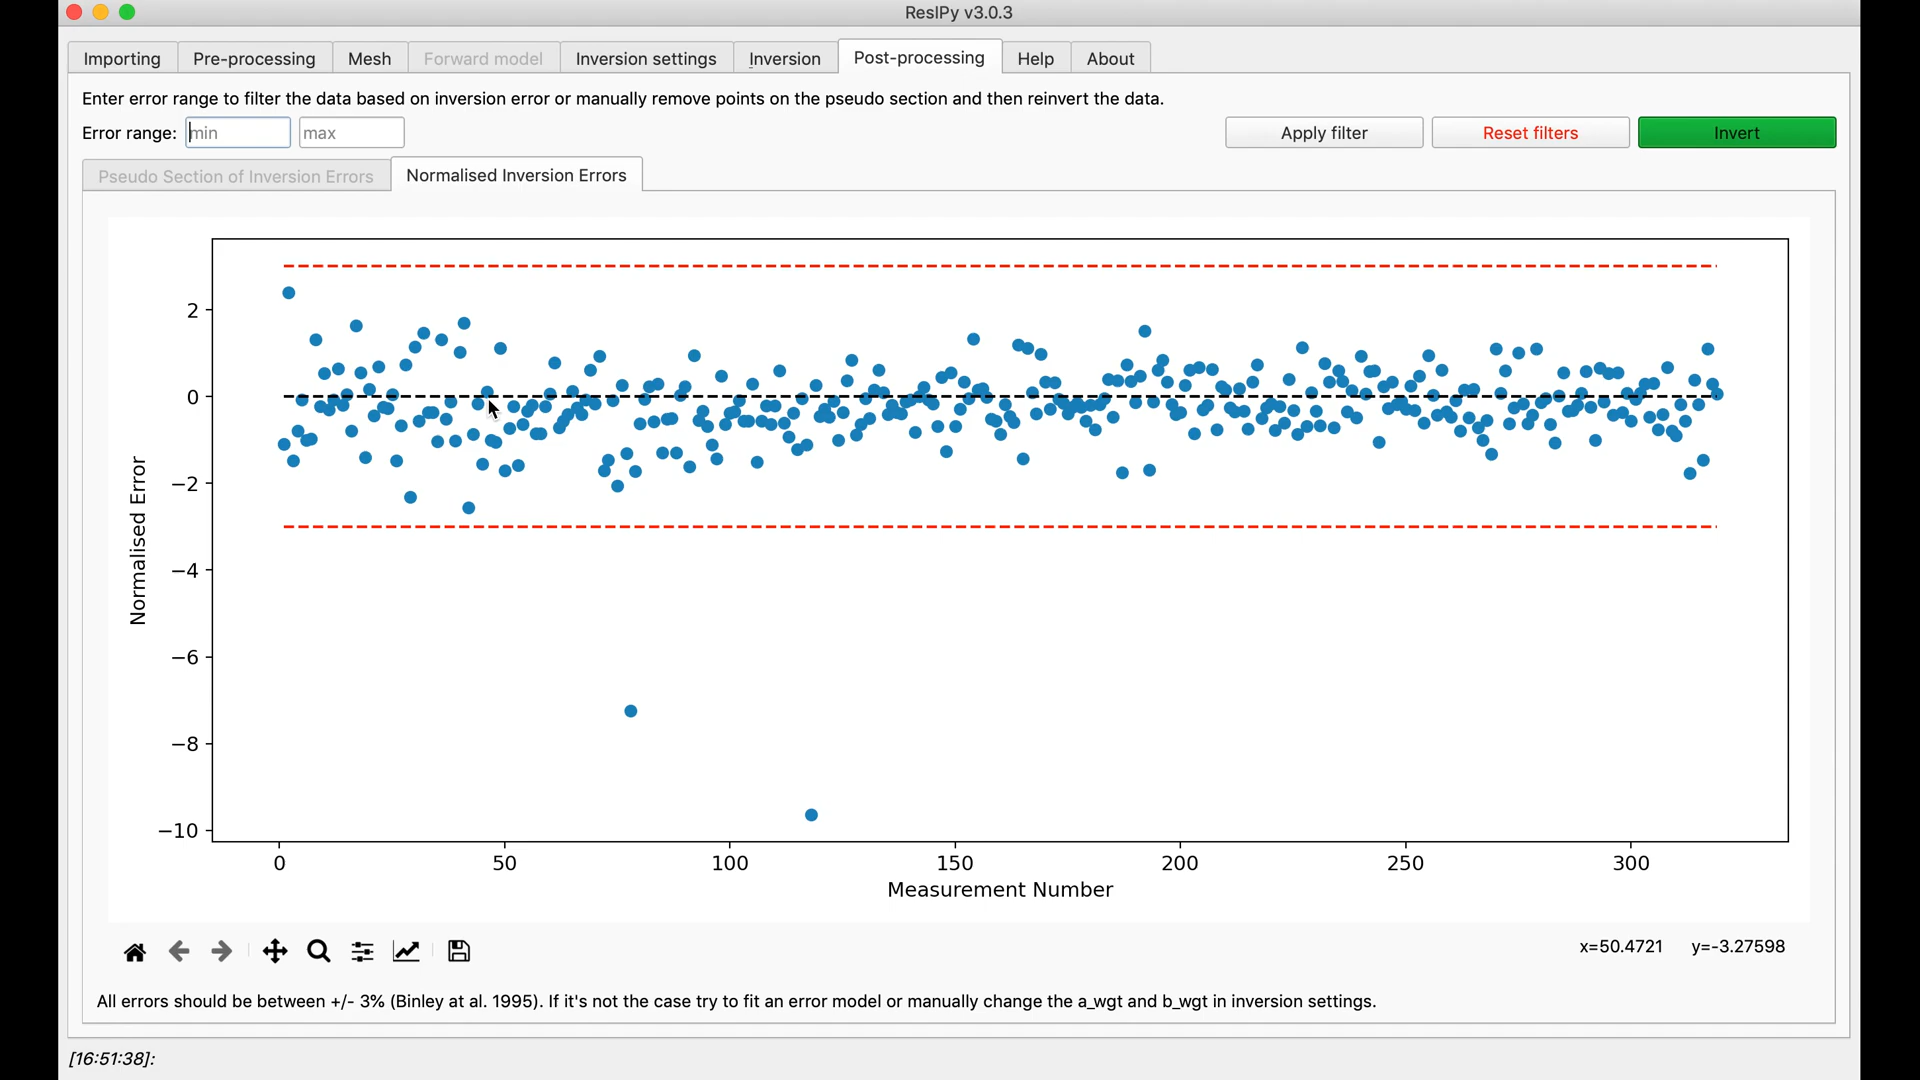 ResIPy v3.0.3
Importing Pre-processing Mesh Forward model Inversion settings Inversion Post-processing Help About
Enter error range to filter the data based on inversion error or manually remove points on the pseudo section and then reinvert the data.
Error range: min max Apply filter Reset filters Invert
Pseudo Section of Inversion Errors Normalised Inversion Errors
2
0
−2
−4
−6
−8
−10
Normalised Error
0 50 100 150 200 250 300
Measurement Number
x=50.4721 y=-3.27598
All errors should be between +/- 3% (Binley at al. 1995). If it's not the case try to fit an error model or manually change the a_wgt and b_wgt in inversion settings.
[16:51:38]: